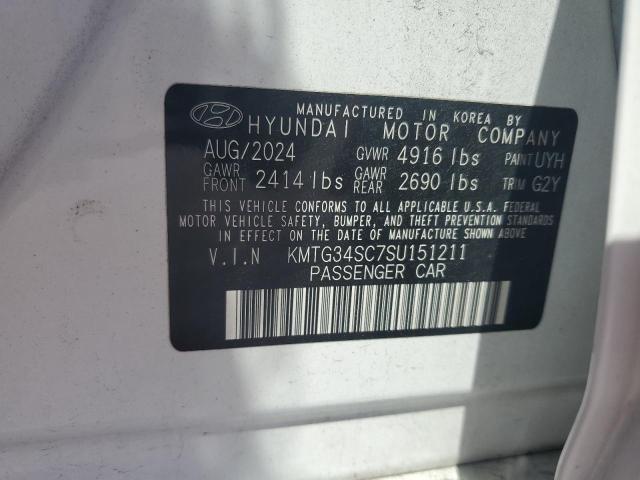 MANUFACTURED IN KOREA BY
HYUNDAI MOTOR COMPANY
AUG/2024 GVWR 4916 lbs PAINT UYH
GAWR FRONT 2414 lbs GAWR REAR 2690 lbs TRIM G2Y
THIS VEHICLE CONFORMS TO ALL APPLICABLE U.S.A. FEDERAL
MOTOR VEHICLE SAFETY, BUMPER, AND THEFT PREVENTION STANDARDS
IN EFFECT ON THE DATE OF MANUFACTURE SHOWN ABOVE.
V.I.N KMTG34SC7SU151211
PASSENGER CAR